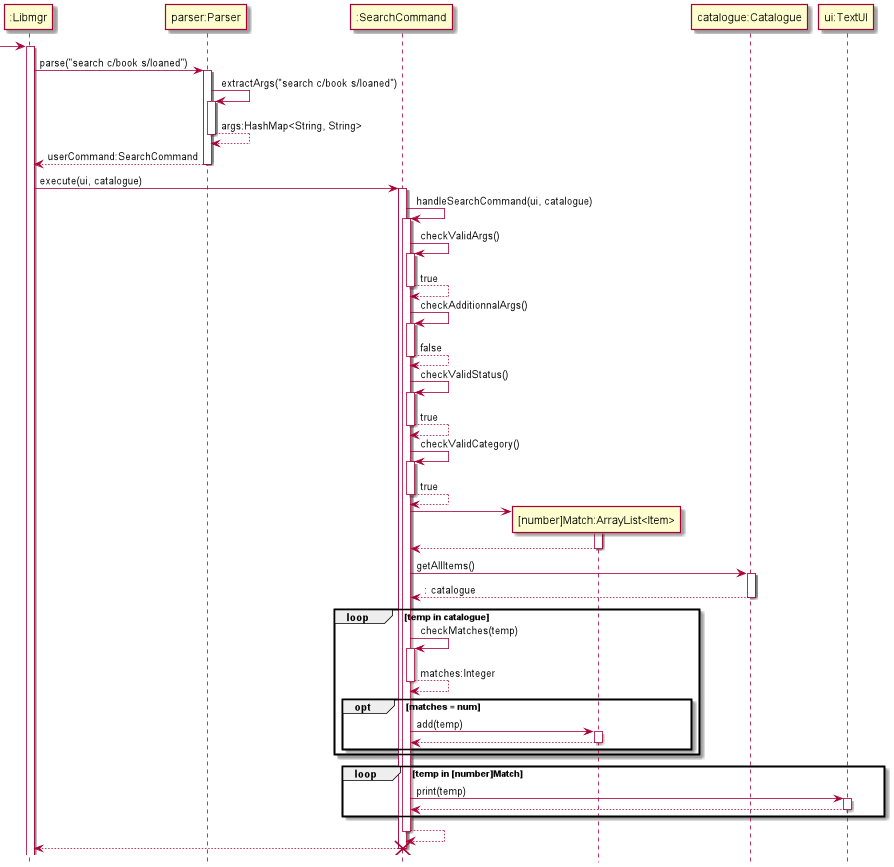 :Libmgr
parser:Parser
:SearchCommand
catalogue:Catalogue
ui:TextUI
parse("search c/book s/loaned")
extractArgs("search c/book s/loaned")
args:HashMap<String, String>
userCommand:SearchCommand
execute(ui, catalogue)
handleSearchCommand(ui, catalogue)
checkValidArgs()
true
checkAdditionnalArgs()
false
checkValidStatus()
true
checkValidCategory()
true
[number]Match:ArrayList<Item>
getAllItems()
: catalogue
loop [temp in catalogue]
checkMatches(temp)
matches:Integer
opt [matches = num]
add(temp)
loop [temp in [number]Match]
print(temp)